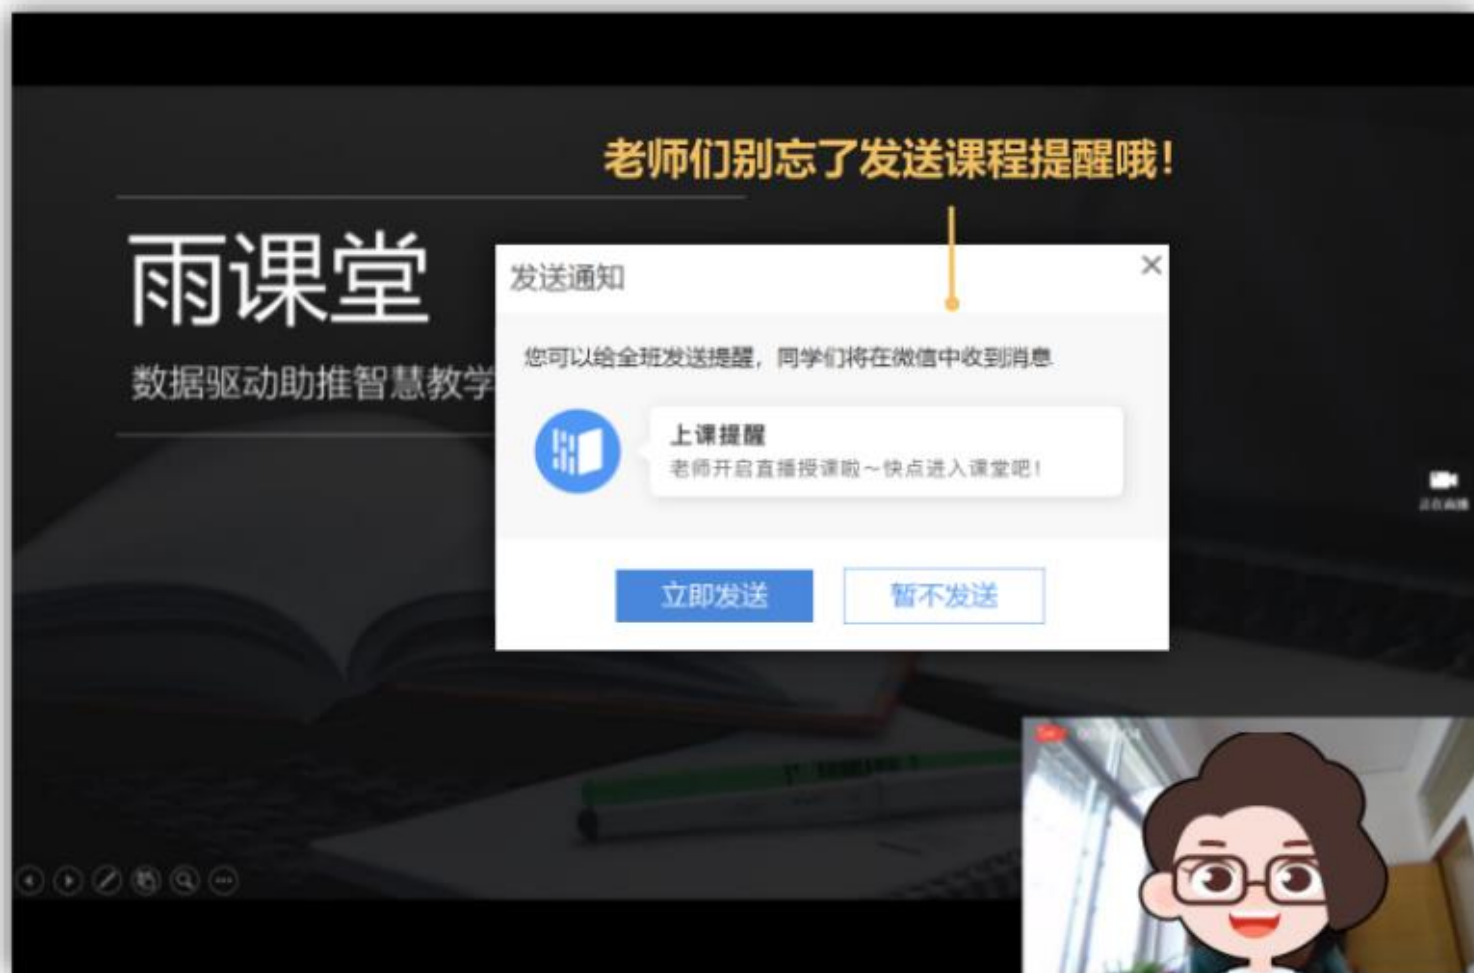 老师们别忘了发送课程提醒哦！
雨课堂
数据驱动助推智慧教学
发送通知
您可以给全班发送提醒，同学们将在微信中收到消息
上课提醒
老师开启直播授课啦～快点进入课堂吧！
立即发送
暂不发送
正在直播